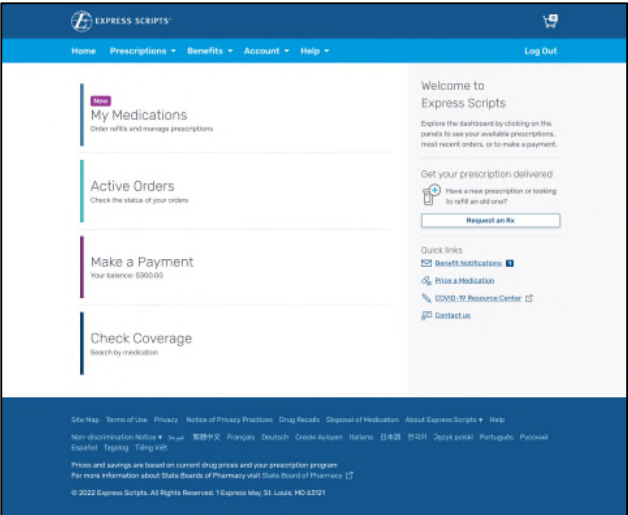 EXPRESS SCRIPTS®
Home Prescriptions Benefits Account Help Log Out
New
My Medications
Order refills and manage prescriptions
Active Orders
Check the status of your orders
Make a Payment
Your balance: $300.00
Check Coverage
Search by medication
Welcome to
Express Scripts
Explore the dashboard by clicking on the
panels to see your available prescriptions,
most recent orders, or to make a payment.
Get your prescription delivered
Have a new prescription or looking
to refill an old one?
Request an Rx
Quick links
Benefit Notifications 1
Price a Medication
COVID-19 Resource Center
Contact us
Site Map Terms of Use Privacy Notice of Privacy Practices Drug Recalls Disposal of Medication About Express Scripts Help
Non-discrimination Notice العربية 繁體中文 Français Deutsch Creole Ayisyen Italiano 日本語 한국어 Język polski Português Русский
Español Tagalog Tiếng Việt
Prices and savings are based on current drug prices and your prescription program
For more information about State Boards of Pharmacy visit State Board of Pharmacy
© 2022 Express Scripts. All Rights Reserved. 1 Express Way, St. Louis, MO 63121